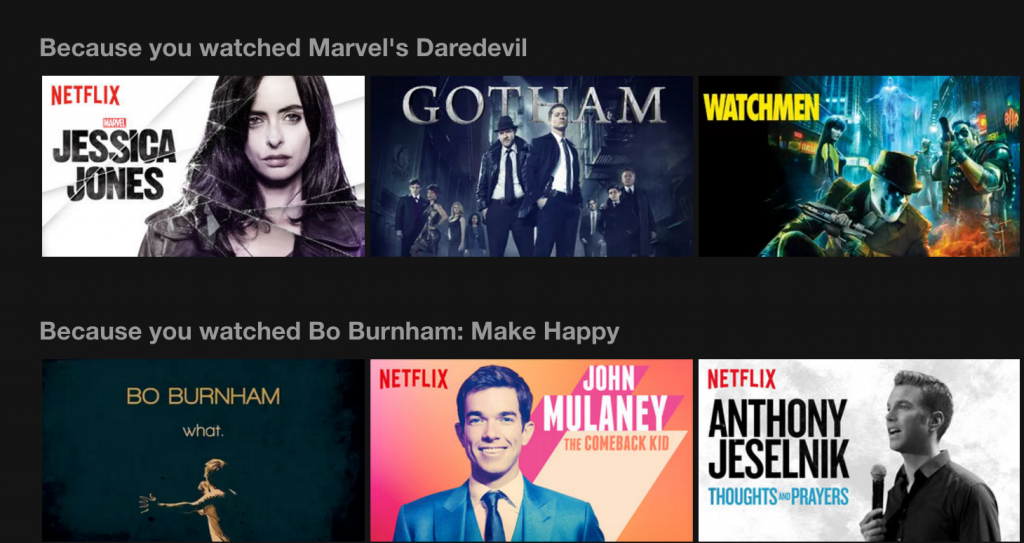 Because you watched Marvel's Daredevil
NETFLIX
MARVEL
JESSICA
JONES
GOTHAM
WATCHMEN
Because you watched Bo Burnham: Make Happy
BO BURNHAM
what.
NETFLIX
JOHN
MULANEY
THE COMEBACK KID
NETFLIX
ANTHONY
JESELNIK
THOUGHTS AND PRAYERS